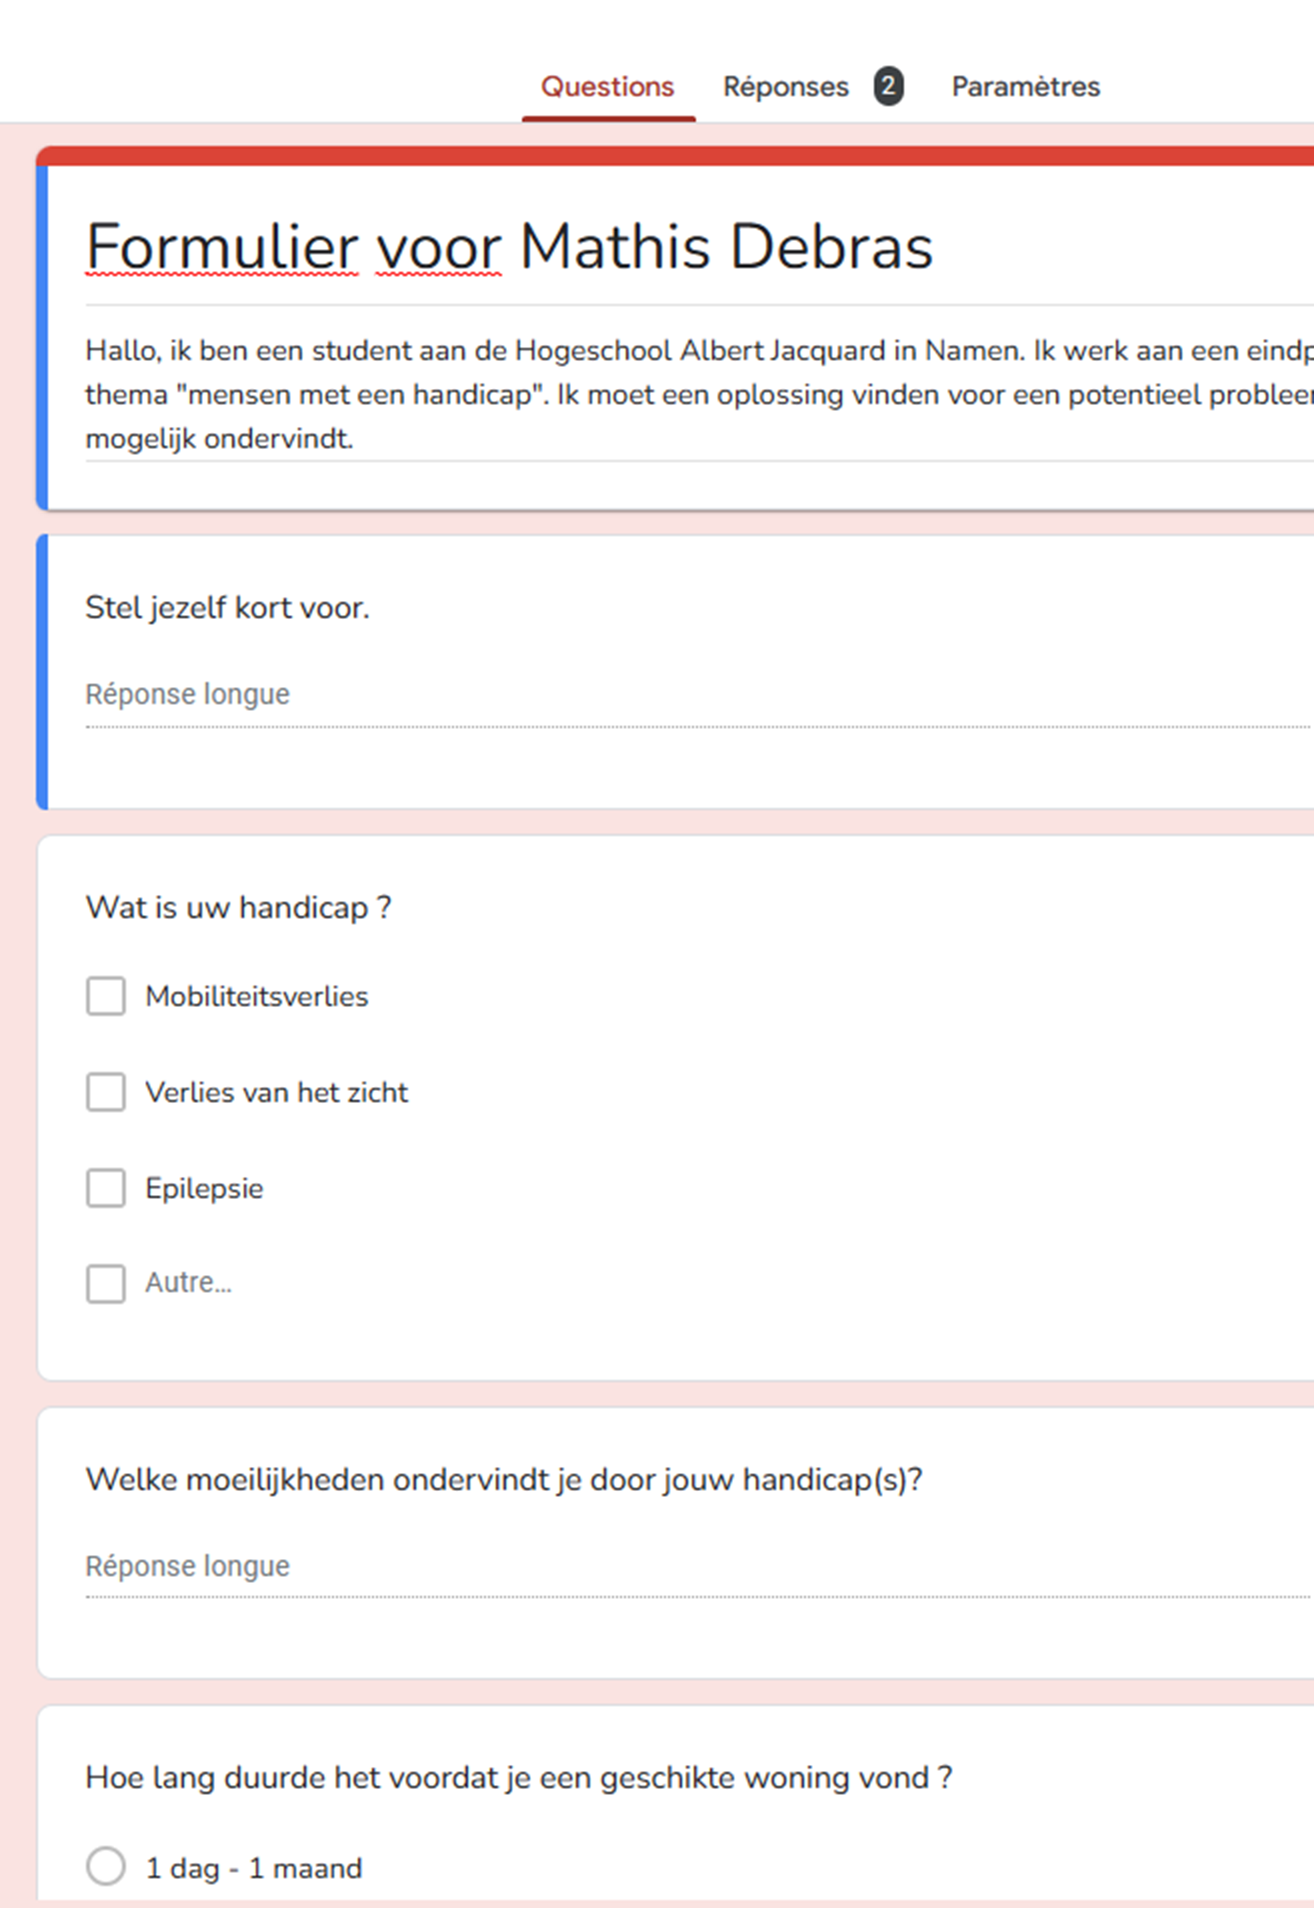 Questions Réponses 2 Paramètres
Formulier voor Mathis Debras
Hallo, ik ben een student aan de Hogeschool Albert Jacquard in Namen. Ik werk aan een
thema "mensen met een handicap". Ik moet een oplossing vinden voor een potentieel
mogelijk ondervindt.
Stel jezelf kort voor.
Réponse longue
Wat is uw handicap ?
Mobiliteitsverlies
Verlies van het zicht
Epilepsie
Autre...
Welke moeilijkheden ondervindt je door jouw handicap(s)?
Réponse longue
Hoe lang duurde het voordat je een geschikte woning vond ?
1 dag - 1 maand